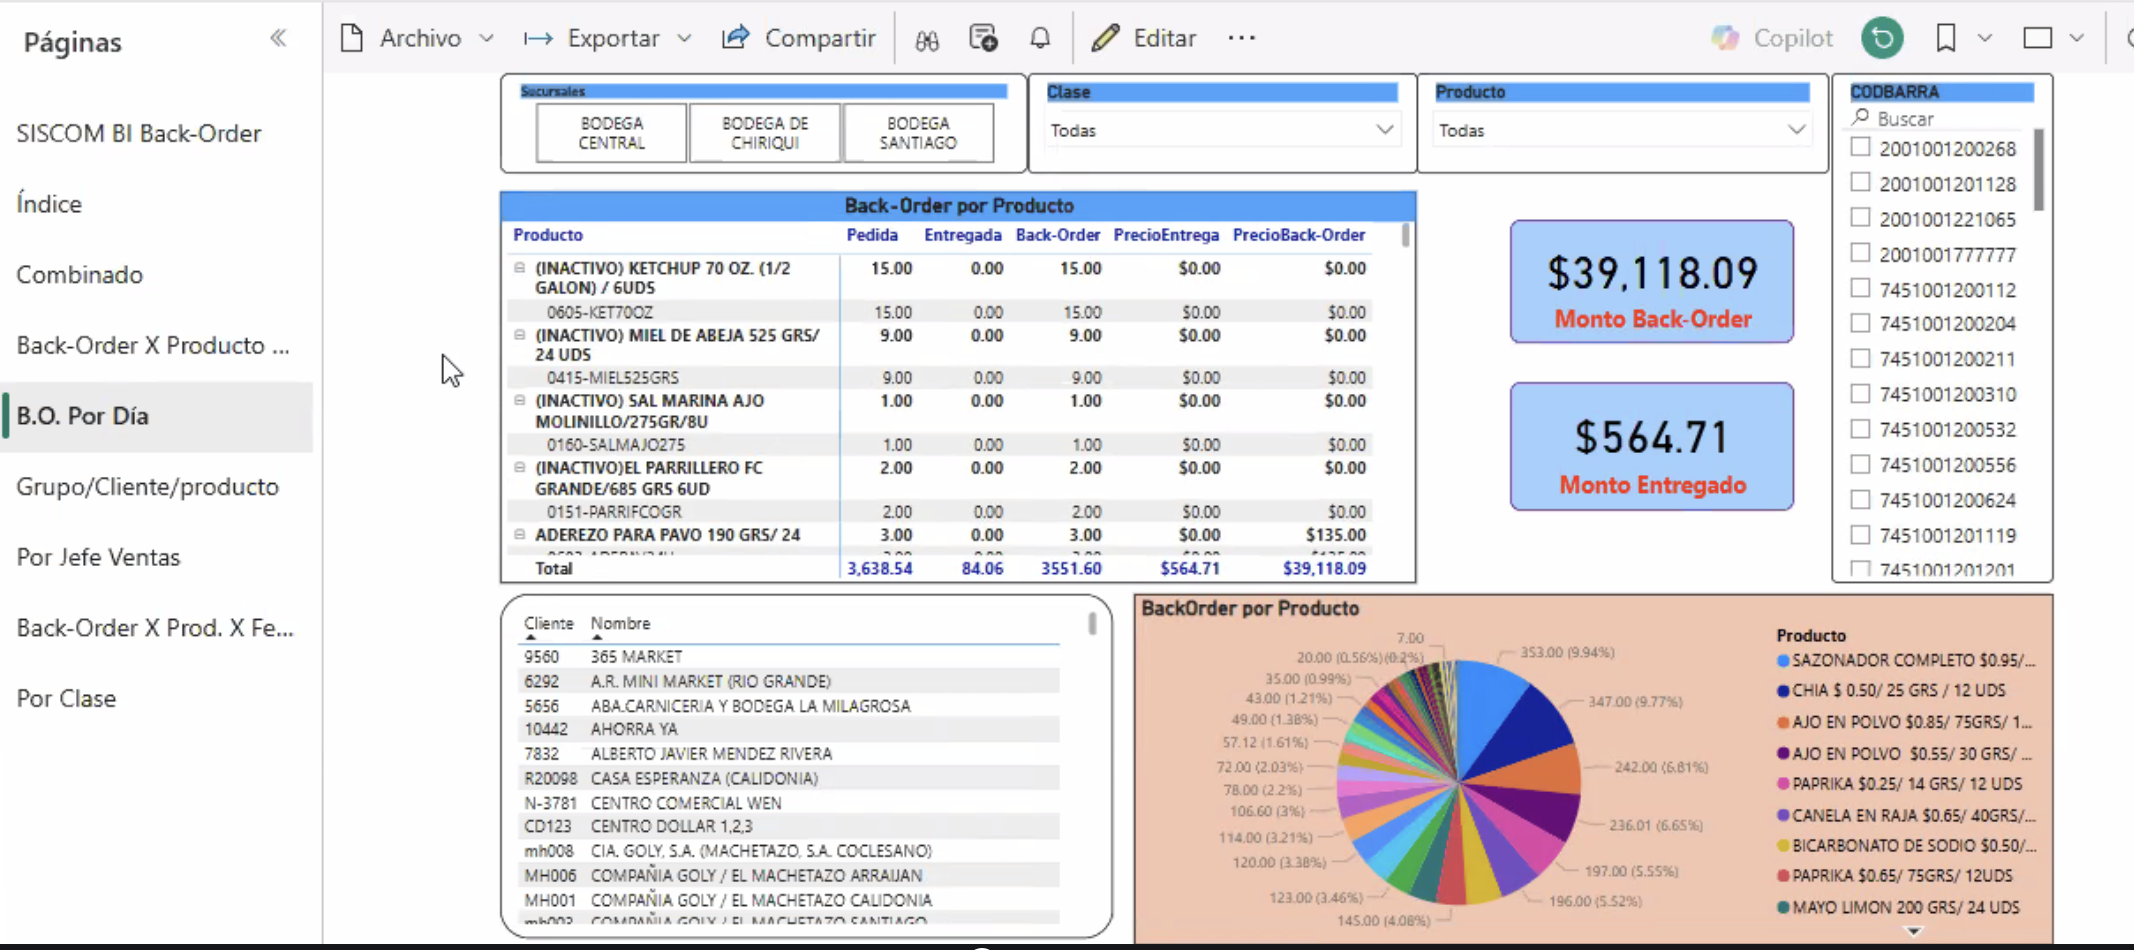 Páginas
Archivo
Exportar
Compartir
Editar
Copilot
SISCOM BI Back-Order
Índice
Combinado
Back-Order X Producto ...
B.O. Por Día
Grupo/Cliente/producto
Por Jefe Ventas
Back-Order X Prod. X Fe...
Por Clase
Sucursales
BODEGA CENTRAL
BODEGA DE CHIRIQUI
BODEGA SANTIAGO
Clase
Todas
Producto
Todas
CODBARRA
Buscar
2001001200268
2001001201128
2001001221065
2001001777777
7451001200112
7451001200204
7451001200211
7451001200310
7451001200532
7451001200556
7451001200624
7451001201119
7451001201201
Back-Order por Producto
Producto Pedida Entregada Back-Order PrecioEntrega PrecioBack-Order
(INACTIVO) KETCHUP 70 OZ. (1/2 15.00 0.00 15.00 $0.00 $0.00
GALON) / 6UDS
0605-KET70OZ 15.00 0.00 15.00 $0.00 $0.00
(INACTIVO) MIEL DE ABEJA 525 GRS/ 9.00 0.00 9.00 $0.00 $0.00
24 UDS
0415-MIEL525GRS 9.00 0.00 9.00 $0.00 $0.00
(INACTIVO) SAL MARINA AJO 1.00 0.00 1.00 $0.00 $0.00
MOLINILLO/275GR/8U
0160-SALMAJO275 1.00 0.00 1.00 $0.00 $0.00
(INACTIVO)EL PARRILLERO FC 2.00 0.00 2.00 $0.00 $0.00
GRANDE/685 GRS 6UD
0151-PARRIFCOGR 2.00 0.00 2.00 $0.00 $0.00
ADEREZO PARA PAVO 190 GRS/ 24 3.00 0.00 3.00 $0.00 $135.00
Total 3,638.54 84.06 3551.60 $564.71 $39,118.09
$39,118.09
Monto Back-Order
$564.71
Monto Entregado
Cliente Nombre
9560 365 MARKET
6292 A.R. MINI MARKET (RIO GRANDE)
5656 ABA.CARNICERIA Y BODEGA LA MILAGROSA
10442 AHORRA YA
7832 ALBERTO JAVIER MENDEZ RIVERA
R20098 CASA ESPERANZA (CALIDONIA)
N-3781 CENTRO COMERCIAL WEN
CD123 CENTRO DOLLAR 1,2,3
mh008 CIA. GOLY, S.A. (MACHETAZO, S.A. COCLESANO)
MH006 COMPAÑIA GOLY / EL MACHETAZO ARRAIJAN
MH001 COMPAÑIA GOLY / EL MACHETAZO CALIDONIA
COMPAÑIA GOLY / EL MACHETAZO SANTIAGO
BackOrder por Producto
7.00
20.00 (0.56%)(0.2%)
35.00 (0.99%)
43.00 (1.21%)
49.00 (1.38%)
57.12 (1.61%)
72.00 (2.03%)
78.00 (2.2%)
106.60 (3%)
114.00 (3.21%)
120.00 (3.38%)
123.00 (3.46%)
145.00 (4.08%)
353.00 (9.94%)
347.00 (9.77%)
242.00 (6.81%)
236.01 (6.65%)
197.00 (5.55%)
196.00 (5.52%)
Producto
SAZONADOR COMPLETO $0.95/...
CHIA $ 0.50/ 25 GRS / 12 UDS
AJO EN POLVO $0.85/ 75GRS/ 1...
AJO EN POLVO $0.55/ 30 GRS/ ...
PAPRIKA $0.25/ 14 GRS/ 12 UDS
CANELA EN RAJA $0.65/ 40GRS/...
BICARBONATO DE SODIO $0.50/...
PAPRIKA $0.65/ 75GRS/ 12UDS
MAYO LIMON 200 GRS/ 24 UDS